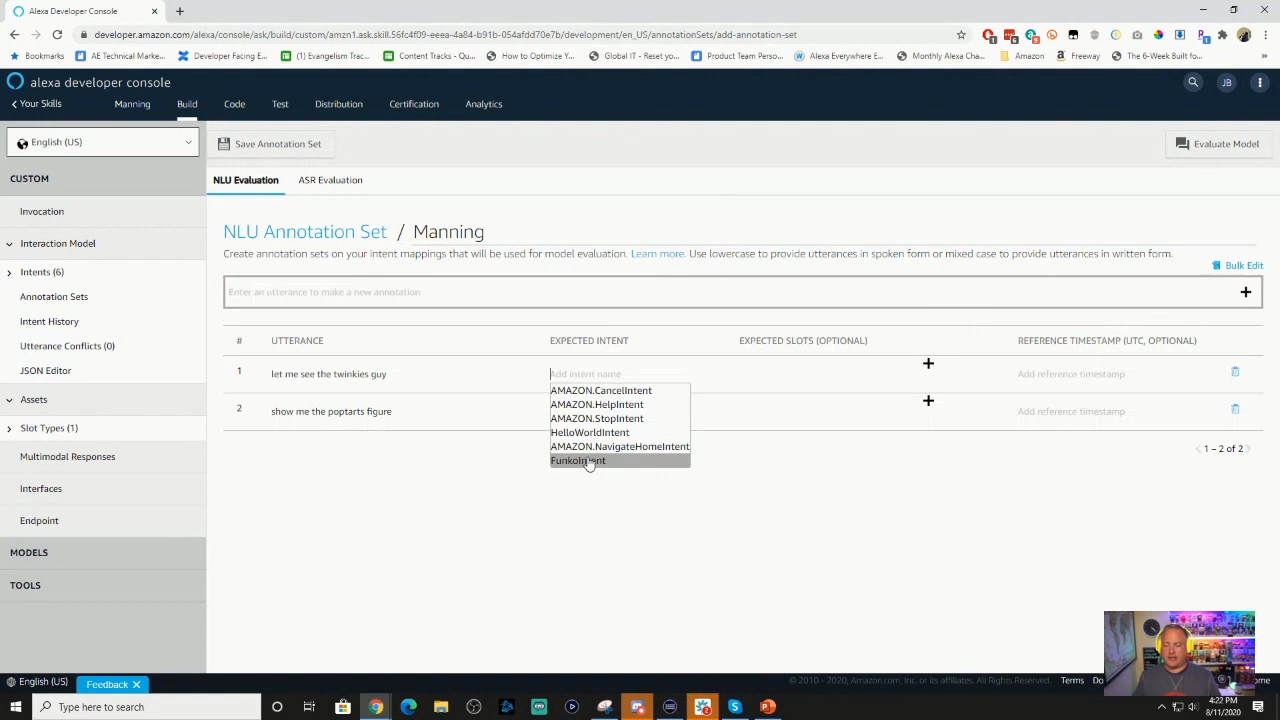 Alexa Developer Console
developer.amazon.com/alexa/console/ask/build/custom/amzn1.ask.skill.56fc4f09-eeea-4a84-b91b-054afdd70e7b/development/en_US/annotationSets/add-annotation-set
Bookmarks AE Technical Marke... Developer Facing E... Evangelism Trac... Content Tracks - Qu... How to Optimize Y... Global IT - Reset yo... Product Team Perso... Alexa Everywhere E... Monthly Alexa Cha... Amazon Freeway The 6-Week Built fo...
alexa developer console
JB
Your Skills Manning Build Code Test Distribution Certification Analytics
English (US)
Save Annotation Set
Evaluate Model
CUSTOM
NLU Evaluation ASR Evaluation
Invocation
Interaction Model
Intents (6)
Annotation Sets
Intent History
Utterance Conflicts (0)
JSON Editor
Assets
Slot Types (1)
Multimodal Responses
Interfaces
Endpoint
MODELS
TOOLS
NLU Annotation Set / Manning
Create annotation sets on your intent mappings that will be used for model evaluation. Learn more. Use lowercase to provide utterances in spoken form or mixed case to provide utterances in written form.
Bulk Edit
Enter an utterance to make a new annotation
# UTTERANCE EXPECTED INTENT EXPECTED SLOTS (OPTIONAL) REFERENCE TIMESTAMP (UTC, OPTIONAL)
1 let me see the twinkies guy Add intent name Add reference timestamp
AMAZON.CancelIntent
AMAZON.HelpIntent
AMAZON.StopIntent
HelloWorldIntent
AMAZON.NavigateHomeIntent
FunkoIntent
2 show me the poptarts figure Add reference timestamp
1 – 2 of 2
English (US) Feedback
© 2010 - 2020, Amazon.com, Inc. or its affiliates. All Rights Reserved. Terms Do ome
Type here to search
4:22 PM
8/11/2020